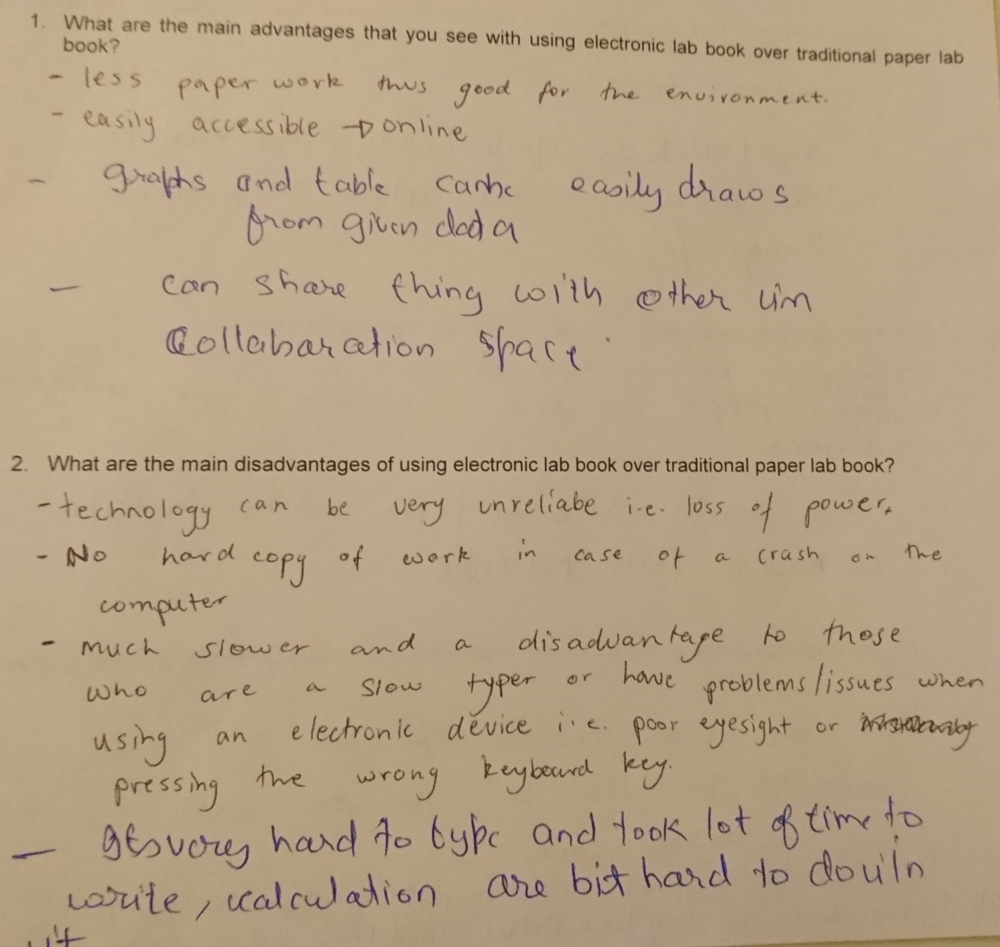 1. What are the main advantages that you see with using electronic lab book over traditional paper lab
book?
- less paper work thus good for the environment.
- easily accessible → online
- graphs and table canbe easily draws
from given data
- can share thing with other in
Collabaration space.
2. What are the main disadvantages of using electronic lab book over traditional paper lab book?
- technology can be very unreliabe i.e. loss of power.
- No hard copy of work in case of a crash on the
computer
- much slower and a disadvantage to those
who are a slow typer or have problems/issues when
using an electronic device i.e. poor eyesight or
pressing the wrong keyboard key.
- very hard to type and took lot of time to
write, calculation are bit hard to do in
it